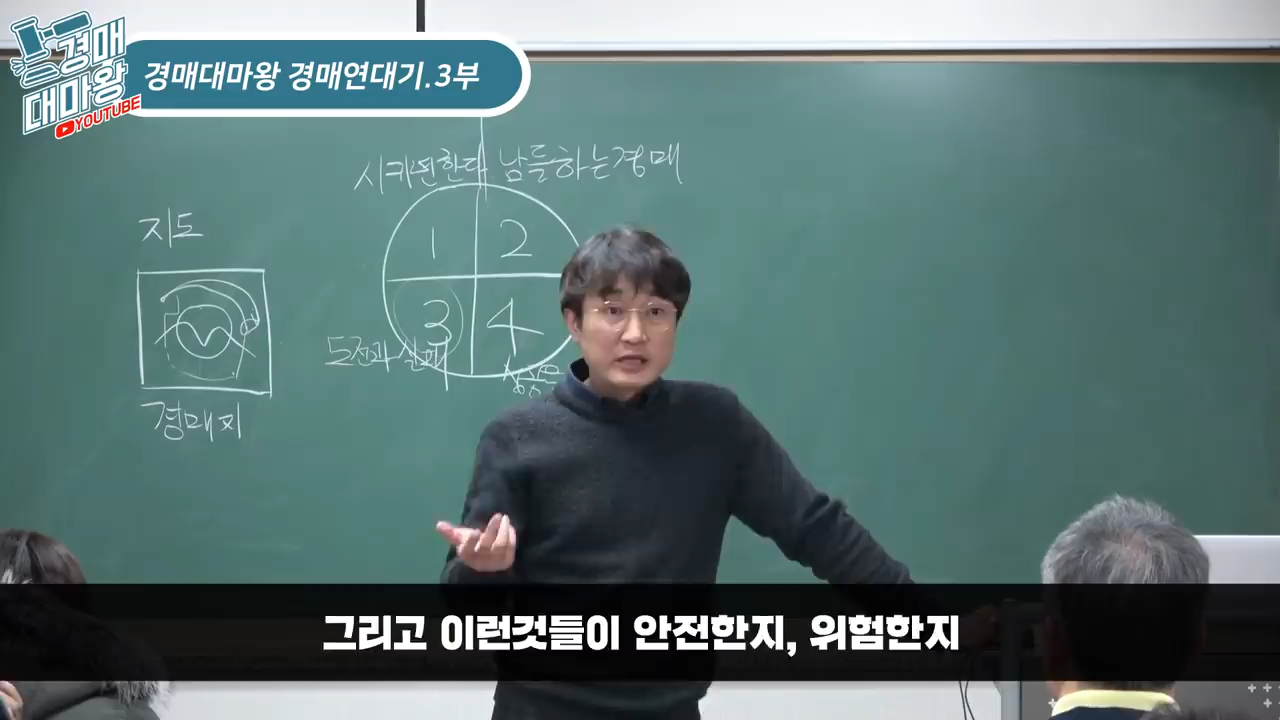 경매
대마왕
YOUTUBE
경매대마왕 경매연대기.3부
시키면한다 남들하는경매
지도
1 2
3 4
도전과 실패
경매지
그리고 이런것들이 안전한지, 위험한지